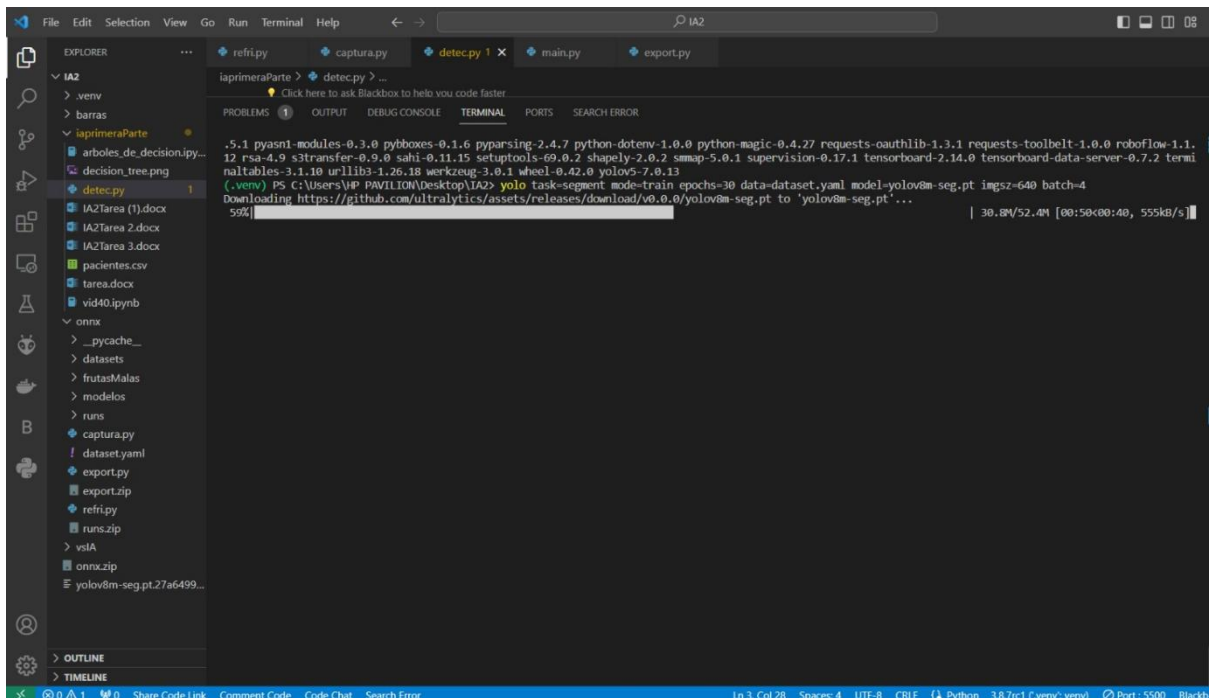 File Edit Selection View Go Run Terminal Help
IA2
EXPLORER
refri.py
captura.py
detec.py 1
main.py
export.py
IA2
.venv
barras
iaprimeraParte
arboles_de_decision.ipy...
decision_tree.png
detec.py 1
IA2Tarea (1).docx
IA2Tarea 2.docx
IA2Tarea 3.docx
pacientes.csv
tarea.docx
vid40.ipynb
onnx
__pycache__
datasets
frutasMalas
modelos
runs
captura.py
dataset.yaml
export.py
export.zip
refri.py
runs.zip
vsIA
onnx.zip
yolov8m-seg.pt.27a6499...
OUTLINE
TIMELINE
iaprimeraParte > detec.py > ...
Click here to ask Blackbox to help you code faster
PROBLEMS 1 OUTPUT DEBUG CONSOLE TERMINAL PORTS SEARCH ERROR
.5.1 pyasn1-modules-0.3.0 pybboxes-0.1.6 pyparsing-2.4.7 python-dotenv-1.0.0 python-magic-0.4.27 requests-oauthlib-1.3.1 requests-toolbelt-1.0.0 roboflow-1.1.
12 rsa-4.9 s3transfer-0.9.0 sahi-0.11.15 setuptools-69.0.2 shapely-2.0.2 smmap-5.0.1 supervision-0.17.1 tensorboard-2.14.0 tensorboard-data-server-0.7.2 termi
naltables-3.1.10 urllib3-1.26.18 werkzeug-3.0.1 wheel-0.42.0 yolov5-7.0.13
(.venv) PS C:\Users\HP PAVILION\Desktop\IA2> yolo task=segment mode=train epochs=30 data=dataset.yaml model=yolov8m-seg.pt imgsz=640 batch=4
Downloading https://github.com/ultralytics/assets/releases/download/v0.0.0/yolov8m-seg.pt to 'yolov8m-seg.pt'...
59%| | 30.8M/52.4M [00:50<00:40, 555kB/s]
0 1 0 Share Code Link Comment Code Code Chat Search Error Ln 3, Col 28 Spaces: 4 UTF-8 CRLF Python 3.8.7rc1 ('.venv': venv) Port : 5500 Blackb